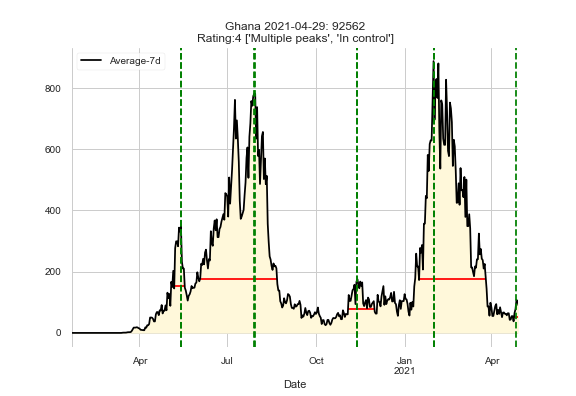 Ghana 2021-04-29: 92562
Rating:4 ['Multiple peaks', 'In control']
Average-7d
800
600
400
200
0
Apr
Jul
Oct
Jan
2021
Apr
Date